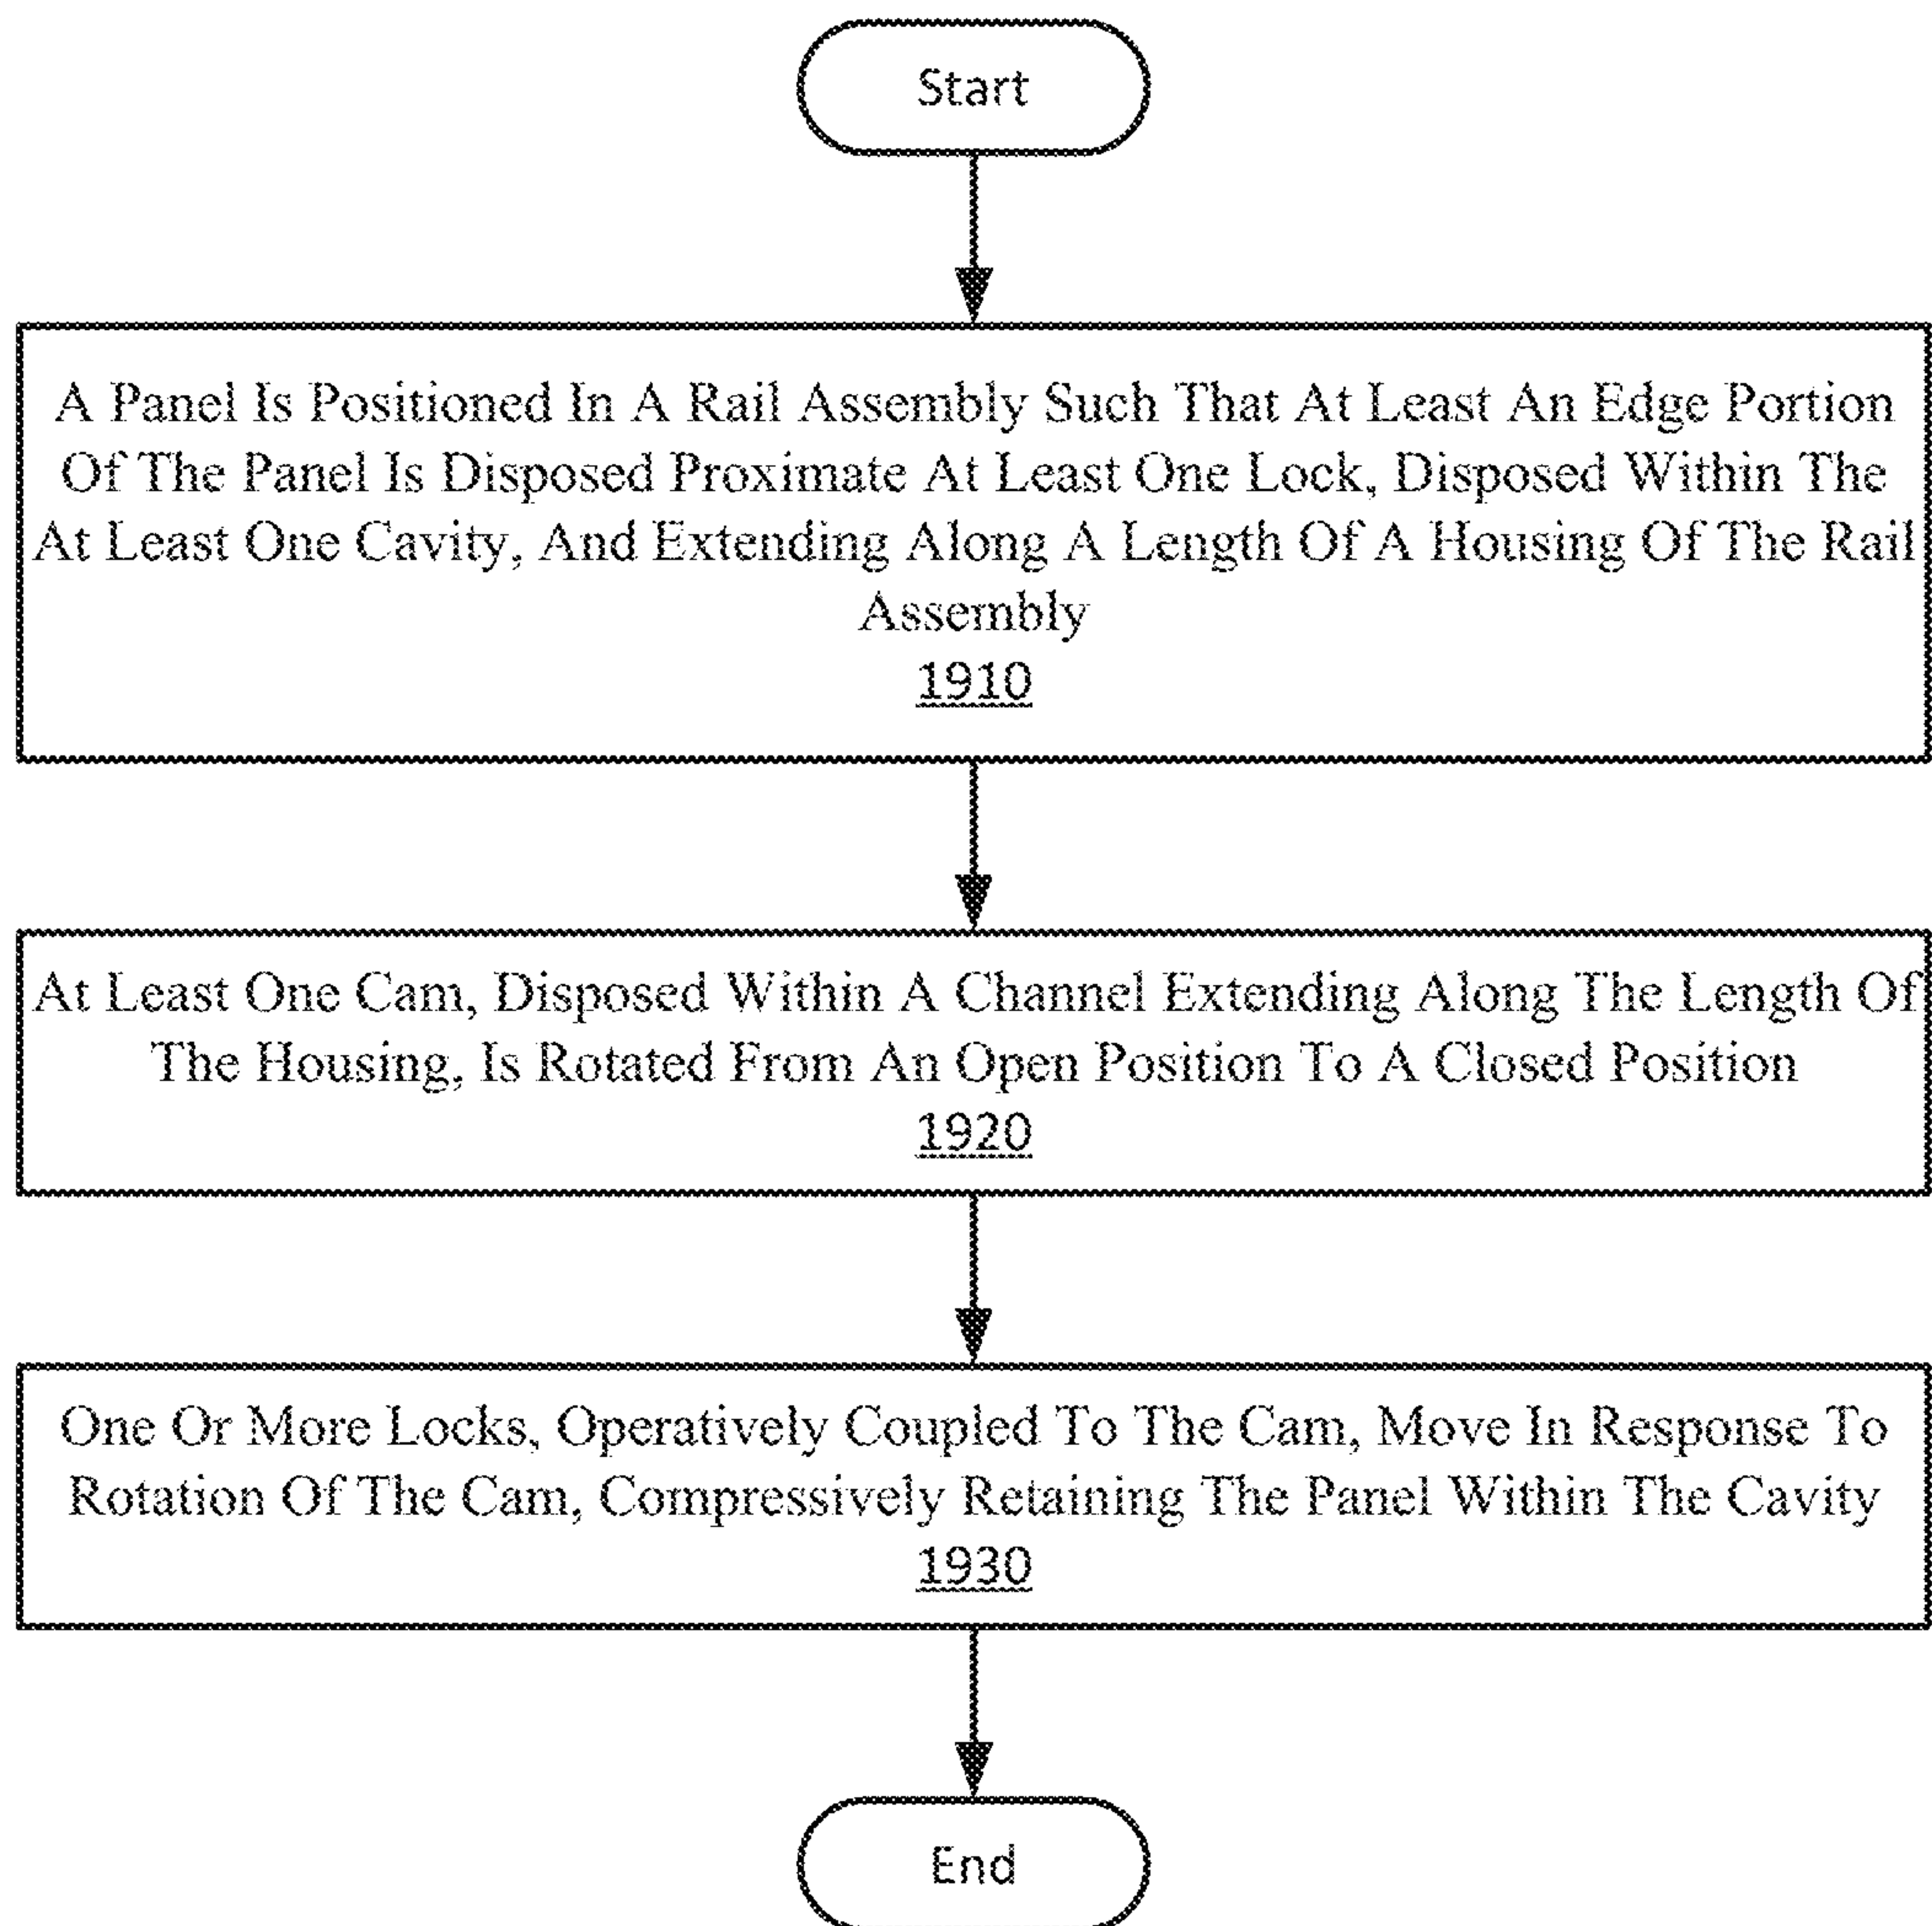 Start
A Panel Is Positioned In A Rail Assembly Such That At Least An Edge Portion
Of The Panel Is Disposed Proximate At Least One Lock, Disposed Within The
At Least One Cavity, And Extending Along A Length Of A Housing Of The Rail
Assembly
1910
At Least One Cam, Disposed Within A Channel Extending Along The Length Of
The Housing, Is Rotated From An Open Position To A Closed Position
1920
One Or More Locks, Operatively Coupled To The Cam, Move In Response To
Rotation Of The Cam, Compressively Retaining The Panel Within The Cavity
1930
End